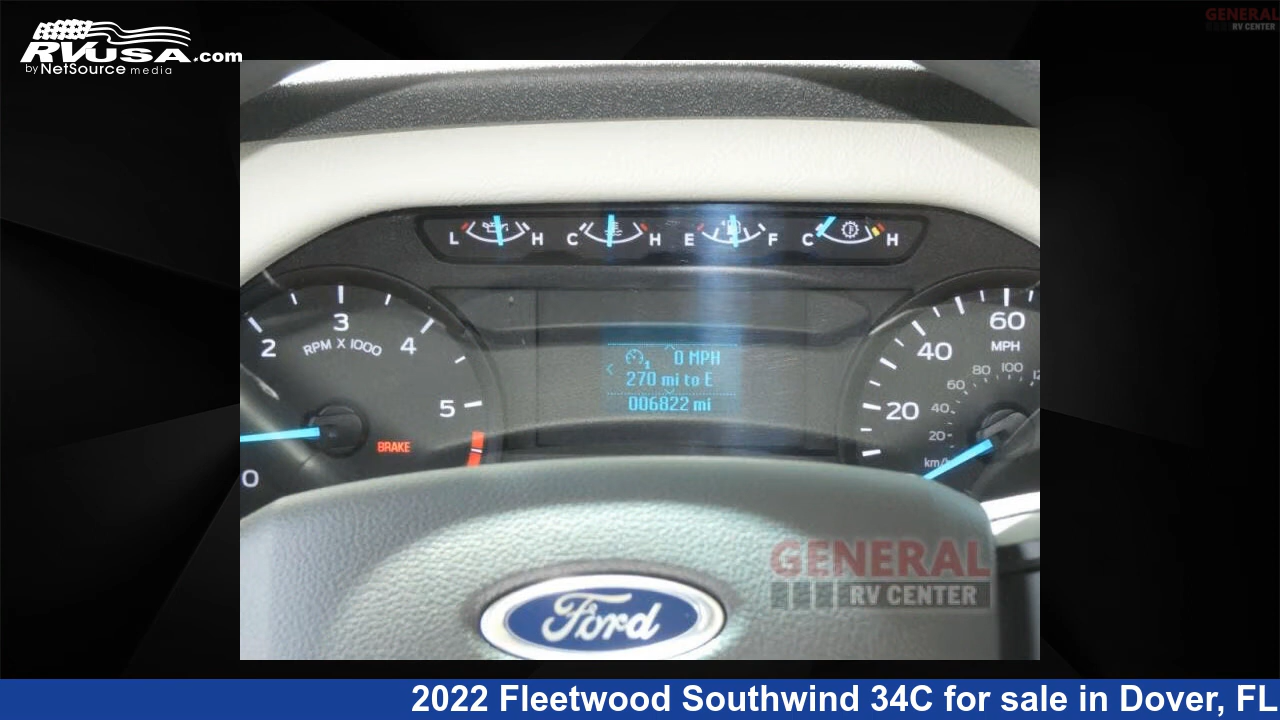 RVUSA.com
by NetSource media
GENERAL
RV CENTER
L H C H E F C H
2 3 4 5 0
RPM X 1000
BRAKE
1 0 MPH
270 mi to E
006822 mi
60
MPH
40
20
80 100
60
40
20
km/
GENERAL
RV CENTER
Ford
2022 Fleetwood Southwind 34C for sale in Dover, FL